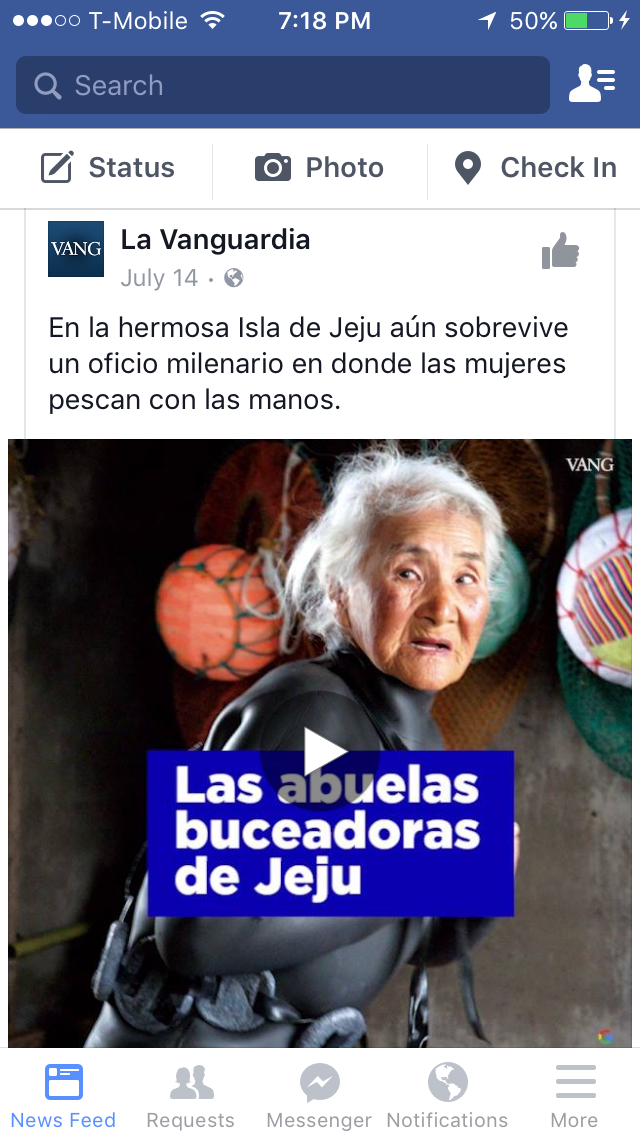 T-Mobile 7:18 PM 50%
Search
Status Photo Check In
VANG La Vanguardia
July 14 ·
En la hermosa Isla de Jeju aún sobrevive
un oficio milenario en donde las mujeres
pescan con las manos.
VANG
Las abuelas
buceadoras
de Jeju
News Feed Requests Messenger Notifications More